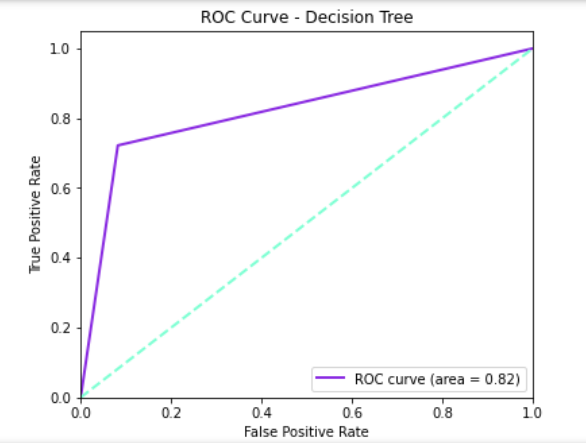 ROC Curve - Decision Tree
1.0
0.8
0.6
0.4
0.2
0.0
True Positive Rate
ROC curve (area = 0.82)
0.0 0.2 0.4 0.6 0.8 1.0
False Positive Rate